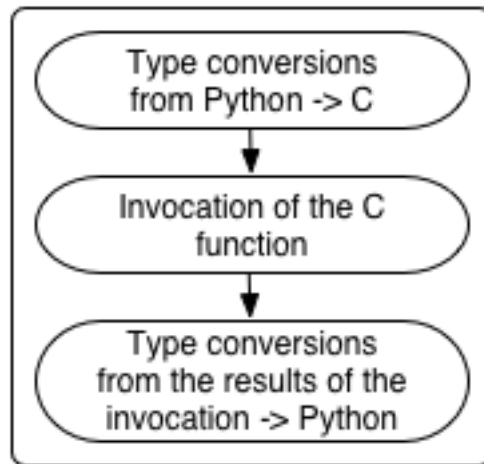 Type conversions
from Python -> C
Invocation of the C
function
Type conversions
from the results of the
invocation -> Python